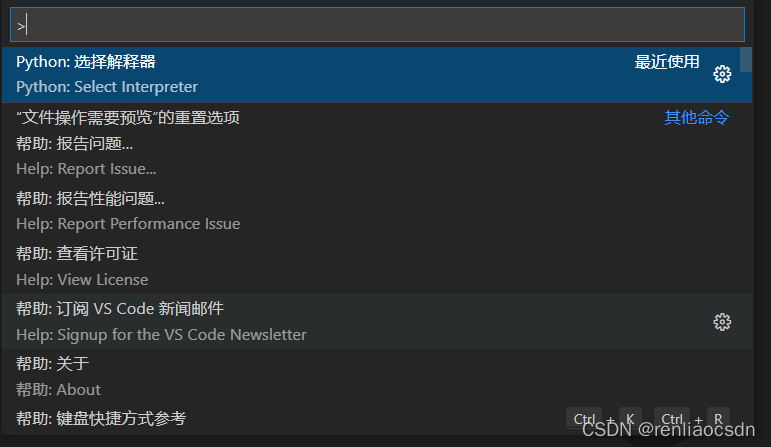 >
Python: 选择解释器 最近使用
Python: Select Interpreter
“文件操作需要预览”的重置选项 其他命令
帮助: 报告问题...
Help: Report Issue...
帮助: 报告性能问题...
Help: Report Performance Issue
帮助: 查看许可证
Help: View License
帮助: 订阅 VS Code 新闻邮件
Help: Signup for the VS Code Newsletter
帮助: 关于
帮助: About
帮助: 键盘快捷方式参考 Ctrl + K Ctrl + R
CSDN @renliaocsdn